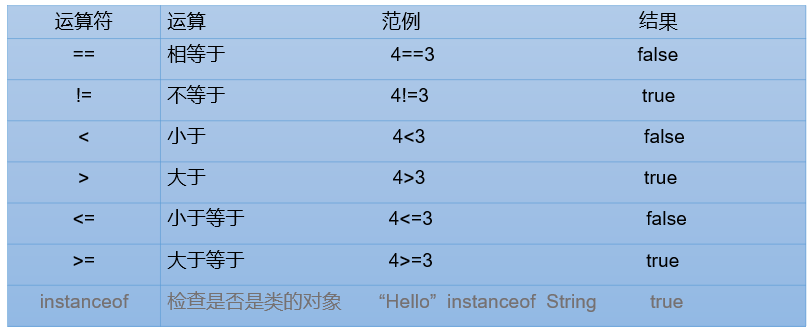 运算符 运算 范例 结果
== 相等于 4==3 false
!= 不等于 4!=3 true
< 小于 4<3 false
> 大于 4>3 true
<= 小于等于 4<=3 false
>= 大于等于 4>=3 true
instanceof 检查是否是类的对象 “Hello” instanceof String true